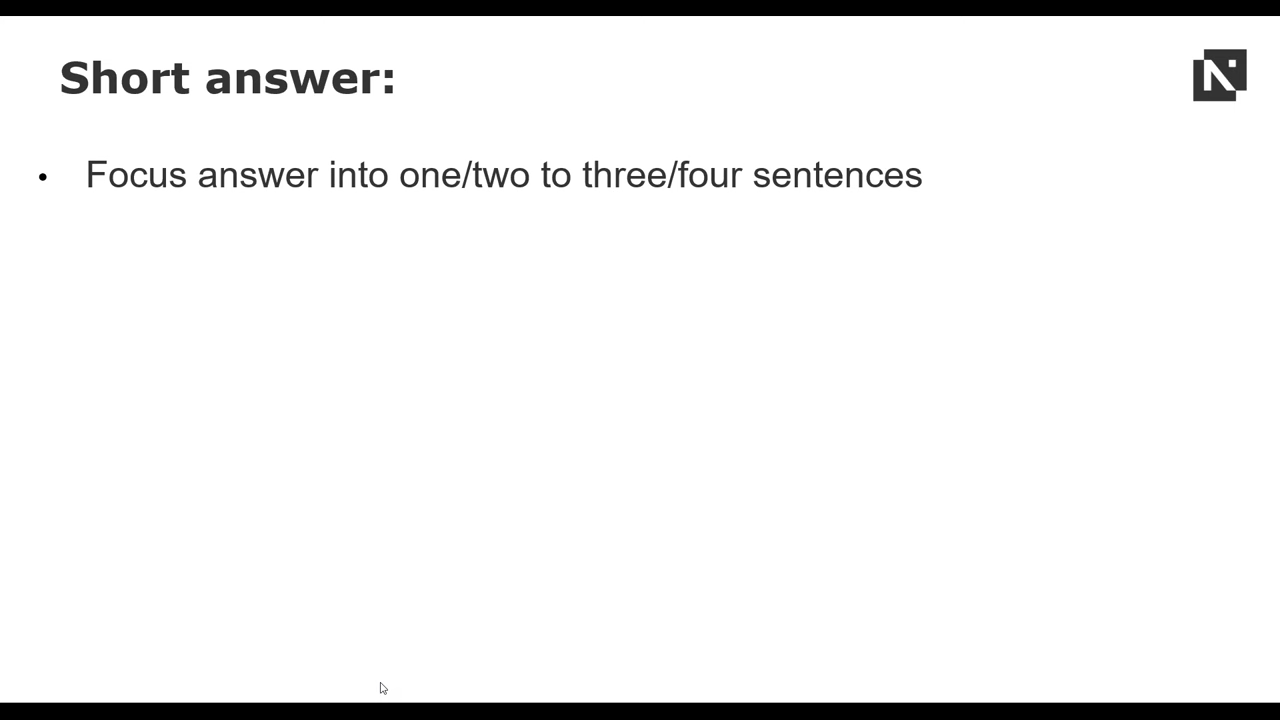 Short answer:
• Focus answer into one/two to three/four sentences